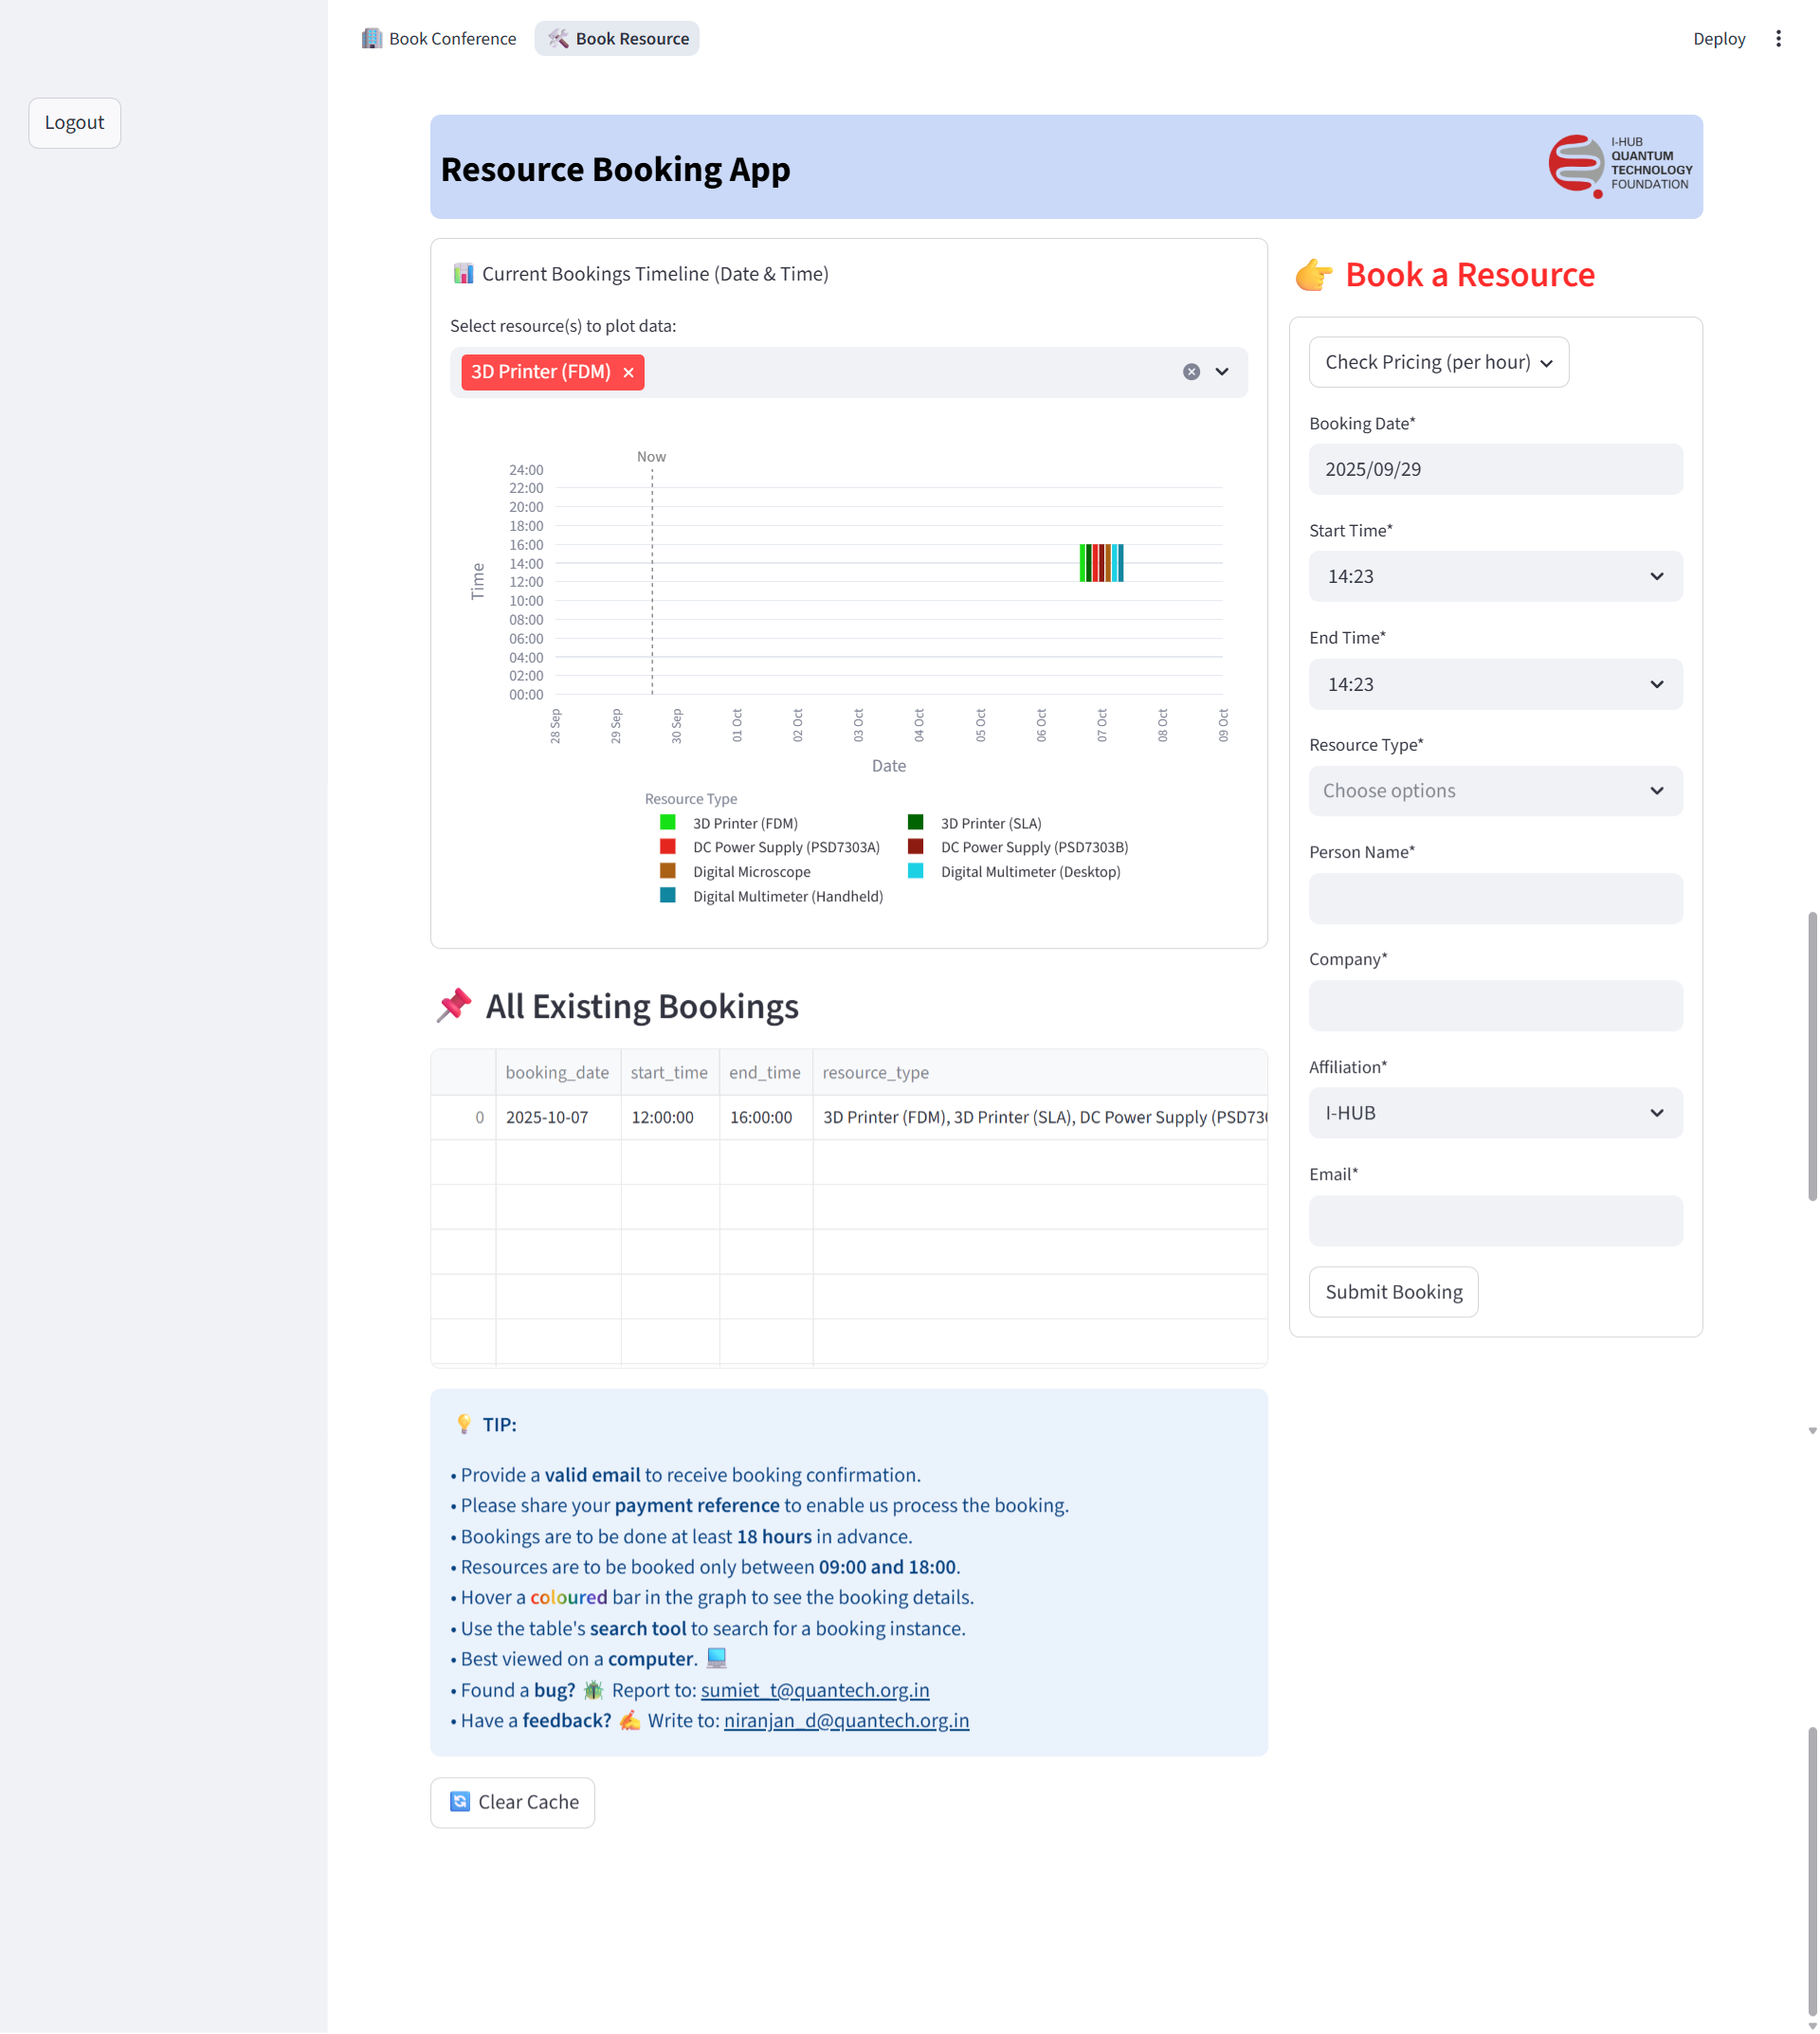 Book Conference
Book Resource
Deploy
Logout
Resource Booking App
I-HUB
QUANTUM
TECHNOLOGY
FOUNDATION
Current Bookings Timeline (Date & Time)
Select resource(s) to plot data:
3D Printer (FDM)
Now
24:00
22:00
20:00
18:00
16:00
14:00
12:00
10:00
08:00
06:00
04:00
02:00
00:00
Time
28 Sep
29 Sep
30 Sep
01 Oct
02 Oct
03 Oct
04 Oct
05 Oct
06 Oct
07 Oct
08 Oct
09 Oct
Date
Resource Type
3D Printer (FDM)
3D Printer (SLA)
DC Power Supply (PSD7303A)
DC Power Supply (PSD7303B)
Digital Microscope
Digital Multimeter (Desktop)
Digital Multimeter (Handheld)
All Existing Bookings
booking_date start_time end_time resource_type
0 2025-10-07 12:00:00 16:00:00 3D Printer (FDM), 3D Printer (SLA), DC Power Supply (PSD730
TIP:
• Provide a valid email to receive booking confirmation.
• Please share your payment reference to enable us process the booking.
• Bookings are to be done at least 18 hours in advance.
• Resources are to be booked only between 09:00 and 18:00.
• Hover a coloured bar in the graph to see the booking details.
• Use the table's search tool to search for a booking instance.
• Best viewed on a computer.
• Found a bug? Report to: sumiet_t@quantech.org.in
• Have a feedback? Write to: niranjan_d@quantech.org.in
Clear Cache
Book a Resource
Check Pricing (per hour)
Booking Date*
2025/09/29
Start Time*
14:23
End Time*
14:23
Resource Type*
Choose options
Person Name*
Company*
Affiliation*
I-HUB
Email*
Submit Booking